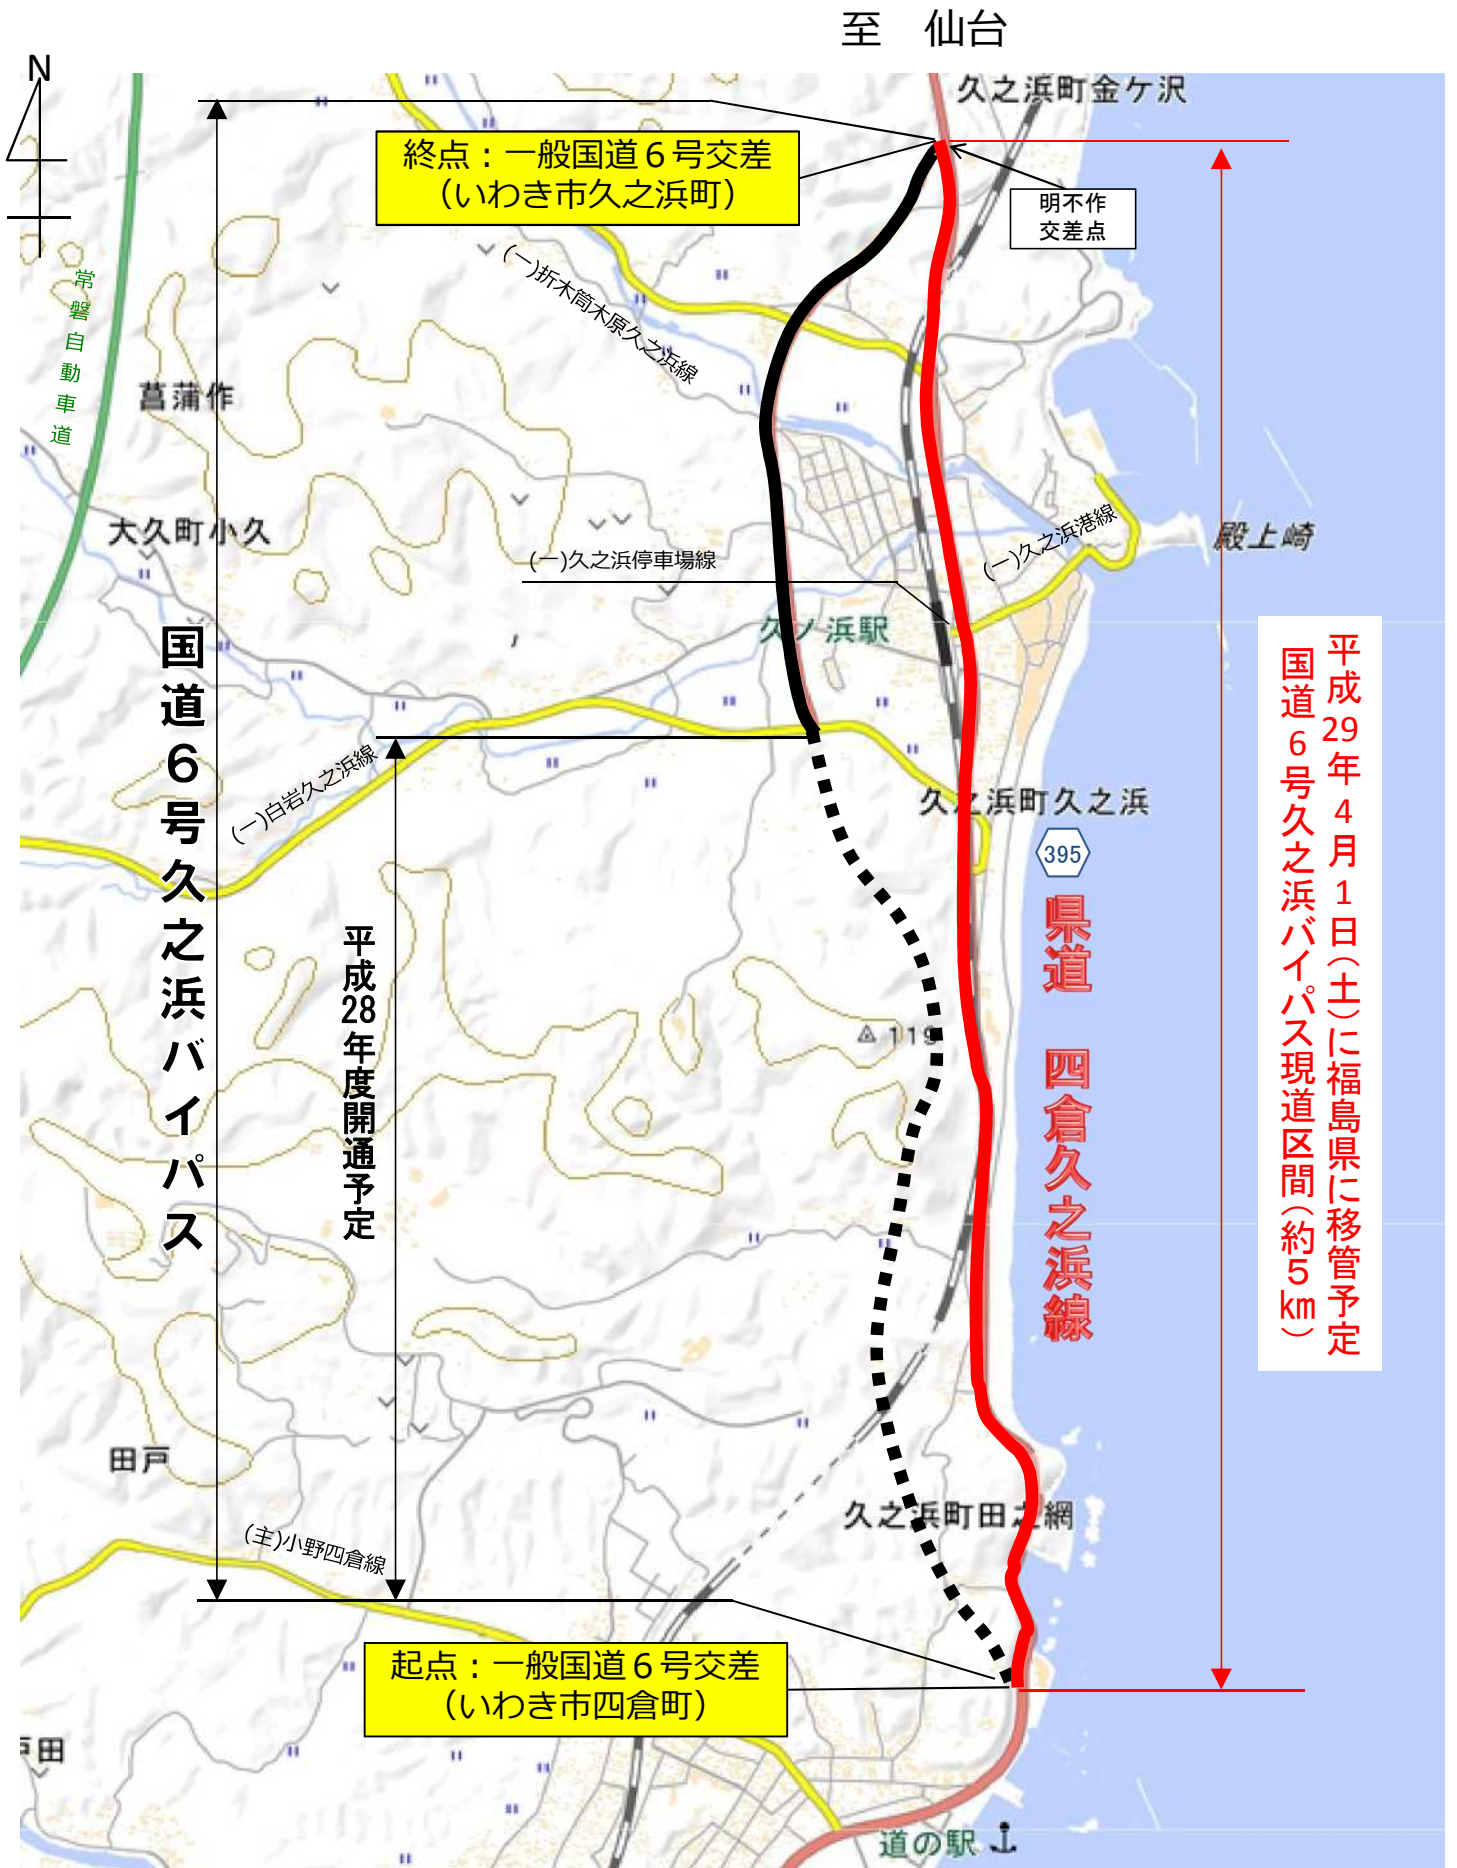 至　仙台
N
久之浜町金ケ沢
終点：一般国道６号交差
（いわき市久之浜町）
明不作
交差点
常磐自動車道
(一)折木筒木原久之浜線
菖蒲作
大久町小久
(一)久之浜停車場線
(一)久之浜港線
殿上崎
久ノ浜駅
国道６号久之浜バイパス
平成29年４月１日（土）に福島県に移管予定
国道６号久之浜バイパス現道区間（約５km）
(一)白岩久之浜線
久之浜町久之浜
395
県道　四倉久之浜線
平成28年度開通予定
119
田戸
久之浜町田之網
(主)小野四倉線
起点：一般国道６号交差
（いわき市四倉町）
戸田
道の駅